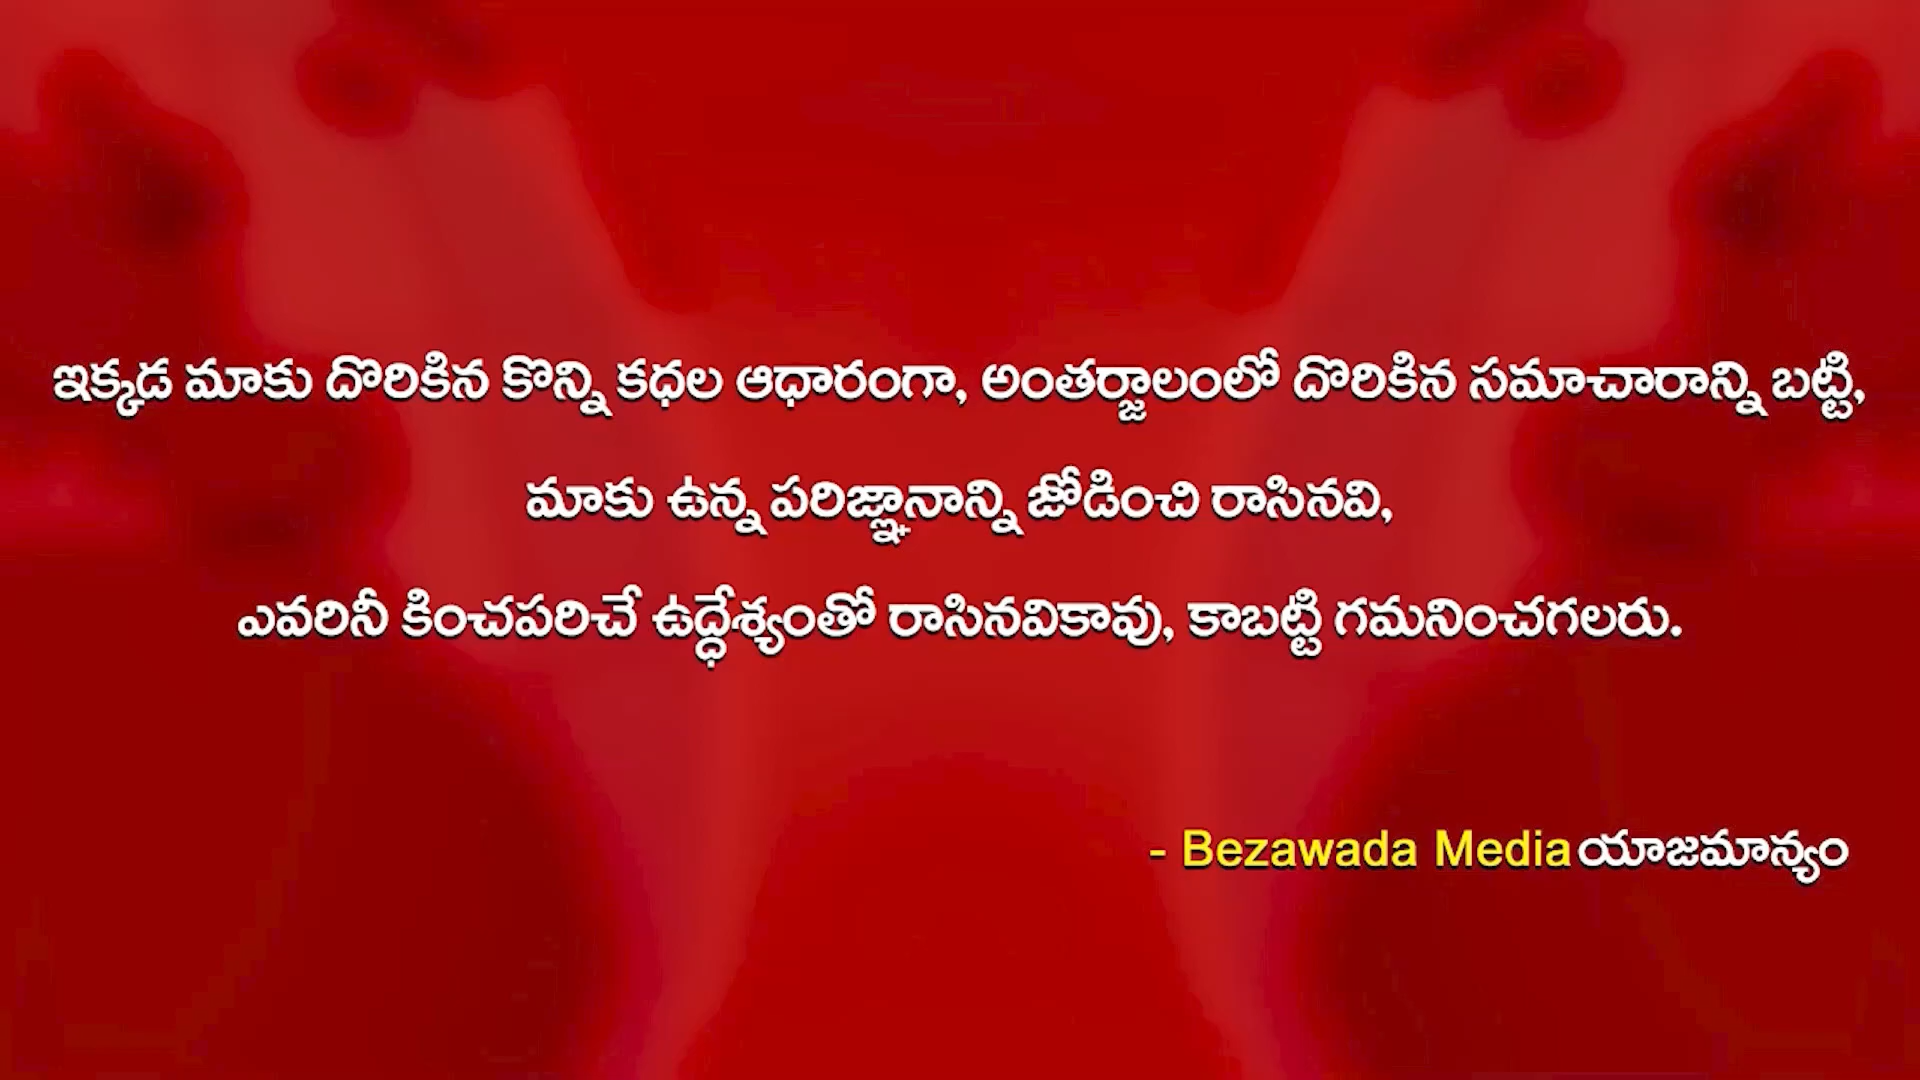 ఇక్కడ మాకు దొరికిన కొన్ని కధల ఆధారంగా, అంతర్జాలంలో దొరికిన సమాచారాన్ని బట్టి,
మాకు ఉన్న పరిజ్ఞానాన్ని జోడించి రాసినవి,
ఎవరినీ కించపరిచే ఉద్ధేశ్యంతో రాసినవికావు, కాబట్టి గమనించగలరు.
- Bezawada Media యాజమాన్యం